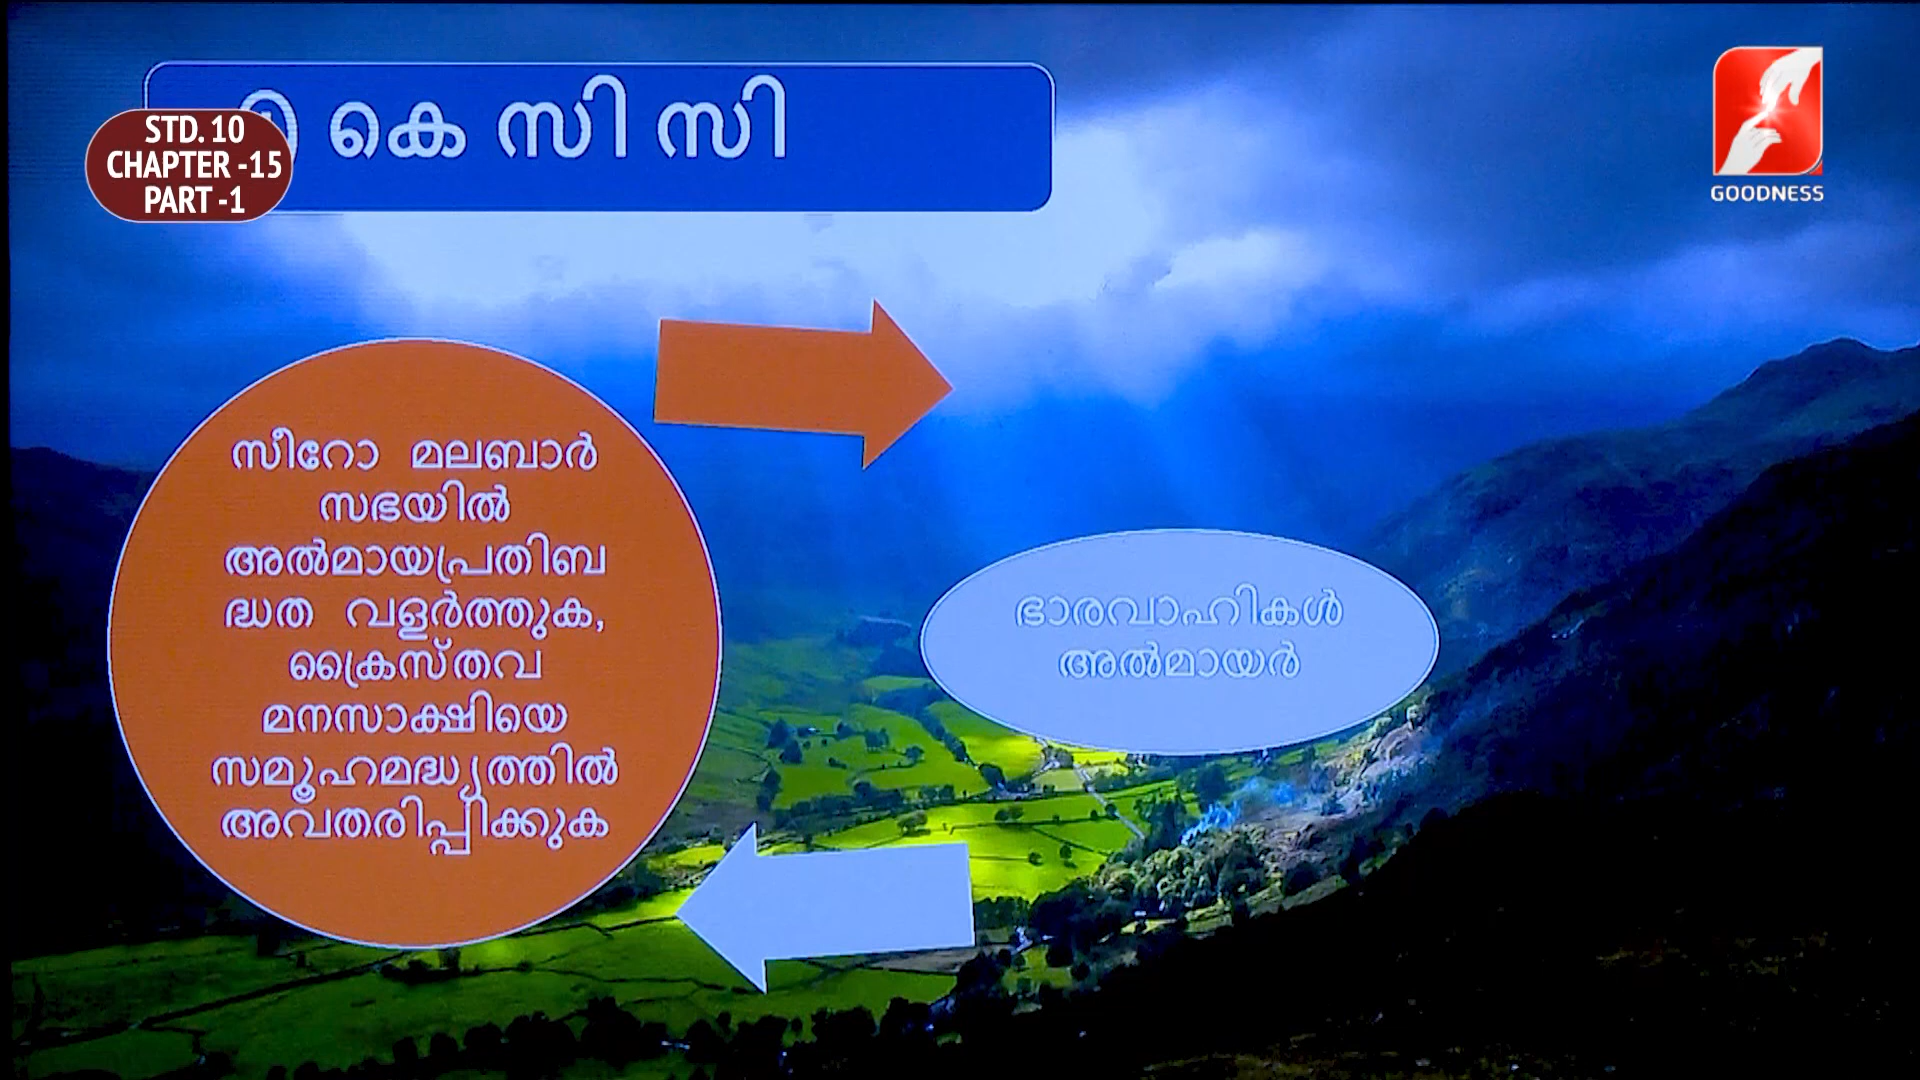 കെ സി സി
STD. 10
CHAPTER -15
PART -1
GOODNESS
സീറോ മലബാർ
സഭയിൽ
അൽമായപ്രതിബ
ദ്ധത വളർത്തുക,
ക്രൈസ്തവ
മനസാക്ഷിയെ
സമൂഹമദ്ധ്യത്തിൽ
അവതരിപ്പിക്കുക
ഭാരവാഹികൾ
അൽമായർ